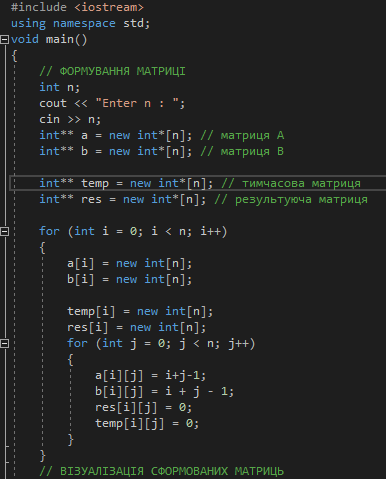 #include <iostream>
using namespace std;
void main()
{
// ФОРМУВАННЯ МАТРИЦІ
int n;
cout << "Enter n : ";
cin >> n;
int** a = new int*[n]; // матриця А
int** b = new int*[n]; // матриця В
int** temp = new int*[n]; // тимчасова матриця
int** res = new int*[n]; // результуюча матриця
for (int i = 0; i < n; i++)
{
a[i] = new int[n];
b[i] = new int[n];
temp[i] = new int[n];
res[i] = new int[n];
for (int j = 0; j < n; j++)
{
a[i][j] = i+j-1;
b[i][j] = i + j - 1;
res[i][j] = 0;
temp[i][j] = 0;
}
}
// ВІЗУАЛІЗАЦІЯ СФОРМОВАНИХ МАТРИЦЬ